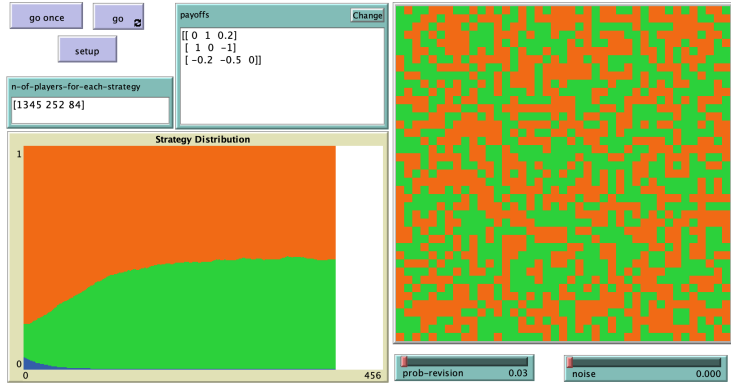 go once
go
setup
n-of-players-for-each-strategy
[1345 252 84]
payoffs
Change
[[ 0 1 0.2]
[ 1 0 -1]
[ -0.2 -0.5 0]]
Strategy Distribution
1
0
0
456
prob-revision 0.03
noise 0.000